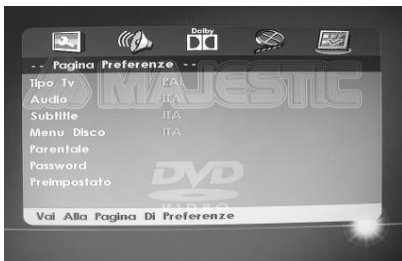 Dolby
-- Pagina Preferenze --
Tipo Tv PAL
Audio ITA
Subtitle ITA
Menu Disco ITA
Parentale
Password
Preimpostato
MAJESTIC
DVD
VIDEO
Vai Alla Pagina Di Preferenze